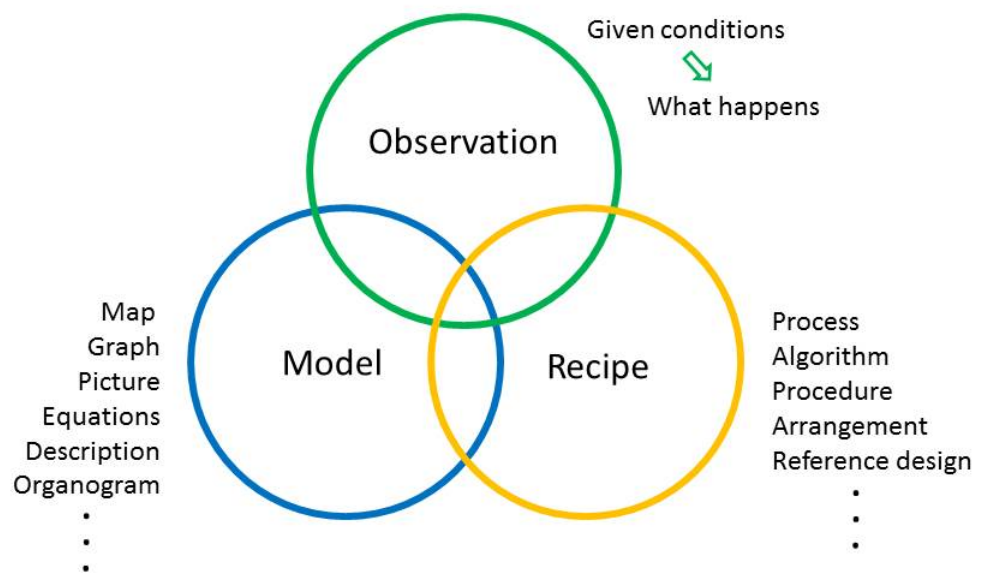 Given conditions
What happens
Observation
Map
Graph
Picture
Equations
Description
Organogram
Model
Recipe
Process
Algorithm
Procedure
Arrangement
Reference design